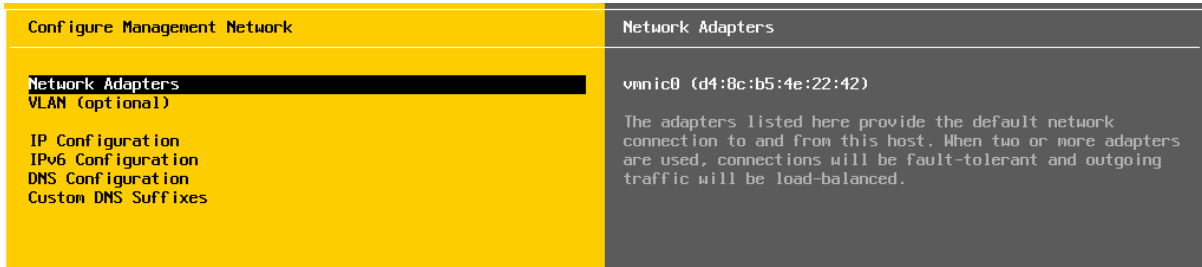 Configure Management Network
Network Adapters
VLAN (optional)
IP Configuration
IPv6 Configuration
DNS Configuration
Custom DNS Suffixes
Network Adapters
vmnic0 (d4:8c:b5:4e:22:42)
The adapters listed here provide the default network
connection to and from this host. When two or more adapters
are used, connections will be fault-tolerant and outgoing
traffic will be load-balanced.